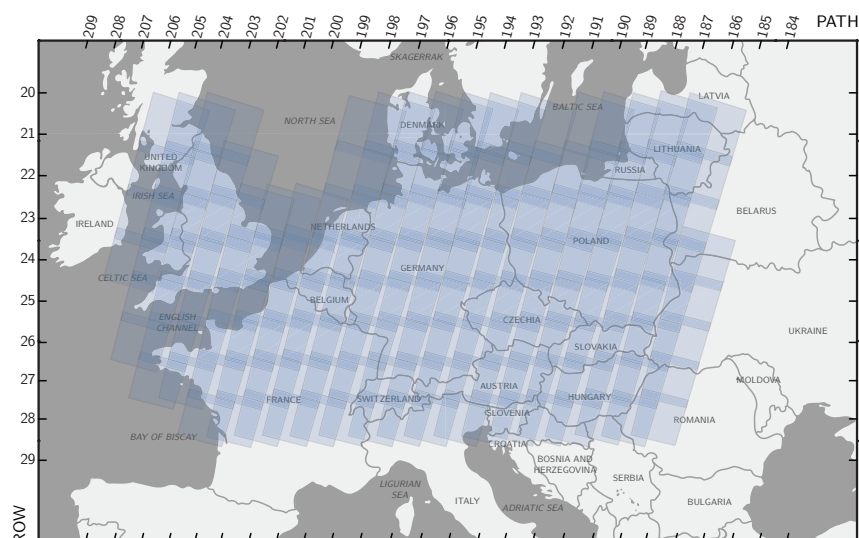 209 208 207 206 205 204 203 202 201 200 199 198 197 196 195 194 193 192 191 190 189 188 187 186 185 184 PATH
SKAGERRAK
20
LATVIA
BALTIC SEA
NORTH SEA
DENMARK
21
LITHUANIA
UNITED
KINGDOM
RUSSIA
22
IRISH SEA
BELARUS
23
IRELAND
NETHERLANDS
POLAND
24
GERMANY
CELTIC SEA
25
BELGIUM
ENGLISH
CHANNEL
CZECHIA
UKRAINE
26
SLOVAKIA
27
MOLDOVA
AUSTRIA
FRANCE
SWITZERLAND
HUNGARY
SLOVENIA
28
ROMANIA
BAY OF BISCAY
CROATIA
29
BOSNIA AND
HERZEGOVINA
SERBIA
LIGURIAN
SEA
ITALY
ADRIATIC SEA
BULGARIA
ROW